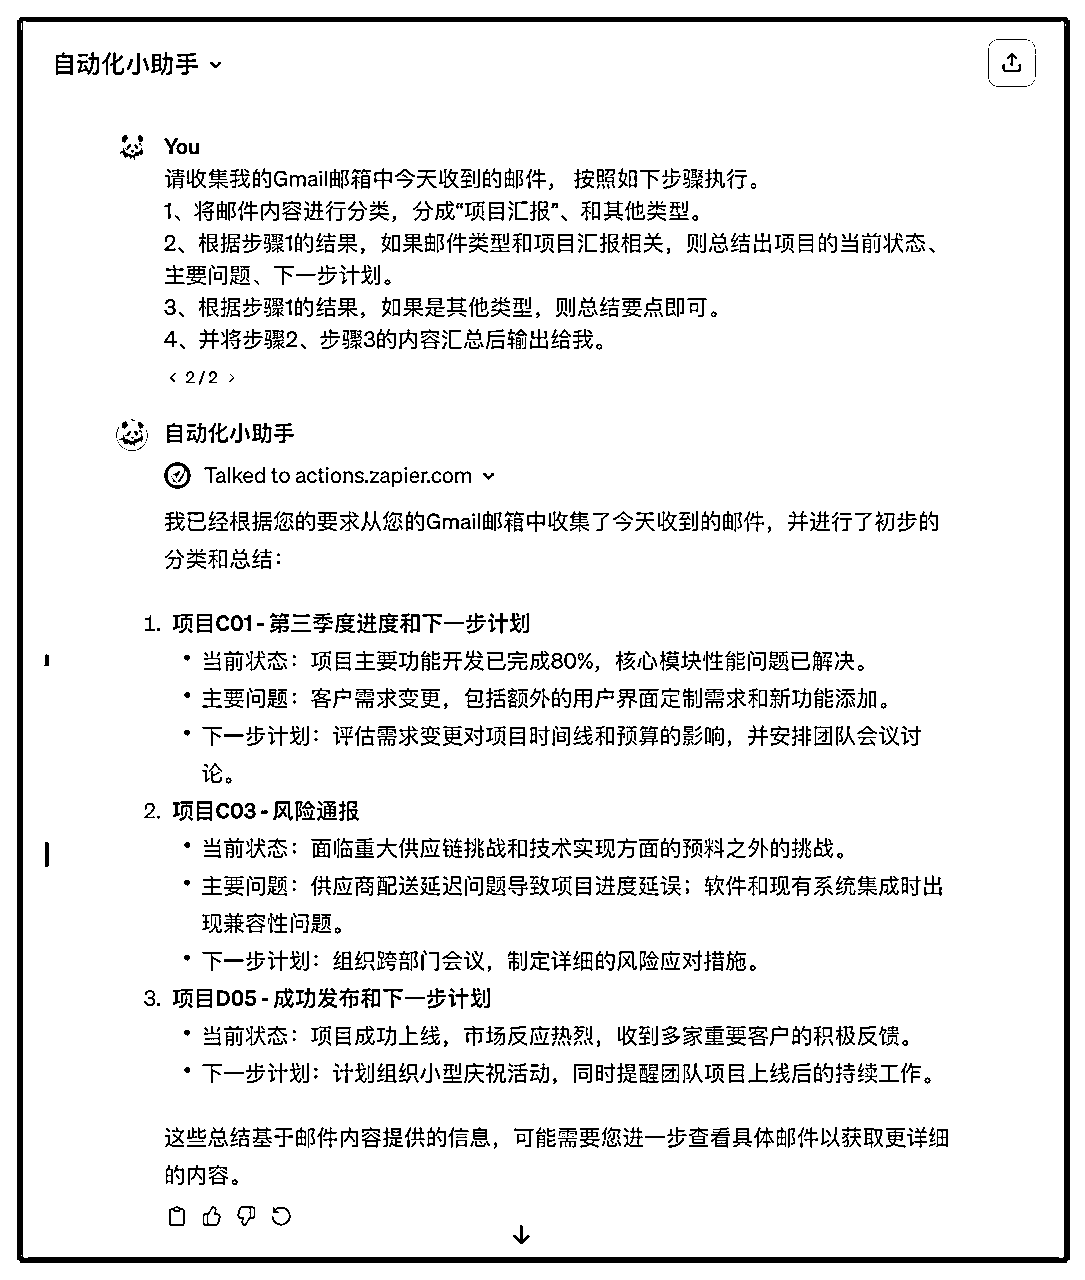 自动化小助手
You
请收集我的Gmail邮箱中今天收到的邮件， 按照如下步骤执行。
1、将邮件内容进行分类，分成“项目汇报”、和其他类型。
2、根据步骤1的结果，如果邮件类型和项目汇报相关，则总结出项目的当前状态、
主要问题、下一步计划。
3、根据步骤1的结果，如果是其他类型，则总结要点即可。
4、并将步骤2、步骤3的内容汇总后输出给我。
2/2
自动化小助手
Talked to actions.zapier.com
我已经根据您的要求从您的Gmail邮箱中收集了今天收到的邮件，并进行了初步的
分类和总结：
1. 项目C01 - 第三季度进度和下一步计划
• 当前状态：项目主要功能开发已完成80%，核心模块性能问题已解决。
• 主要问题：客户需求变更，包括额外的用户界面定制需求和新功能添加。
• 下一步计划：评估需求变更对项目时间线和预算的影响，并安排团队会议讨
论。
2. 项目C03 - 风险通报
• 当前状态：面临重大供应链挑战和技术实现方面的预料之外的挑战。
• 主要问题：供应商配送延迟问题导致项目进度延误；软件和现有系统集成时出
现兼容性问题。
• 下一步计划：组织跨部门会议，制定详细的风险应对措施。
3. 项目D05 - 成功发布和下一步计划
• 当前状态：项目成功上线，市场反应热烈，收到多家重要客户的积极反馈。
• 下一步计划：计划组织小型庆祝活动，同时提醒团队项目上线后的持续工作。
这些总结基于邮件内容提供的信息，可能需要您进一步查看具体邮件以获取更详细
的内容。